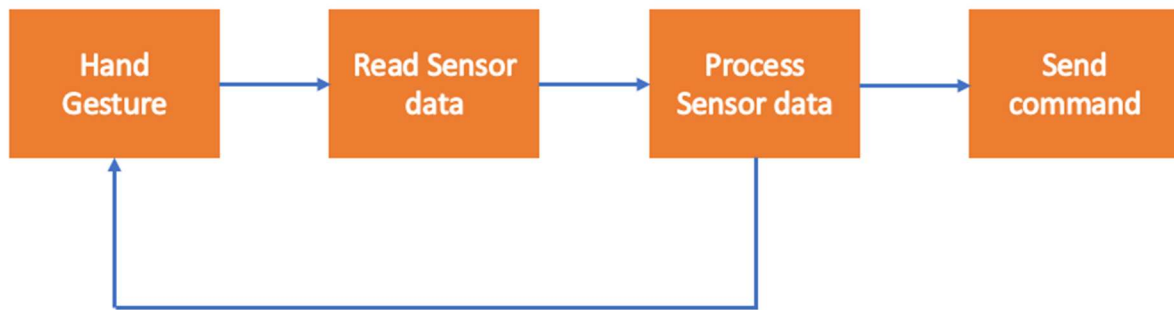 Hand
Gesture
Read Sensor
data
Process
Sensor data
Send
command